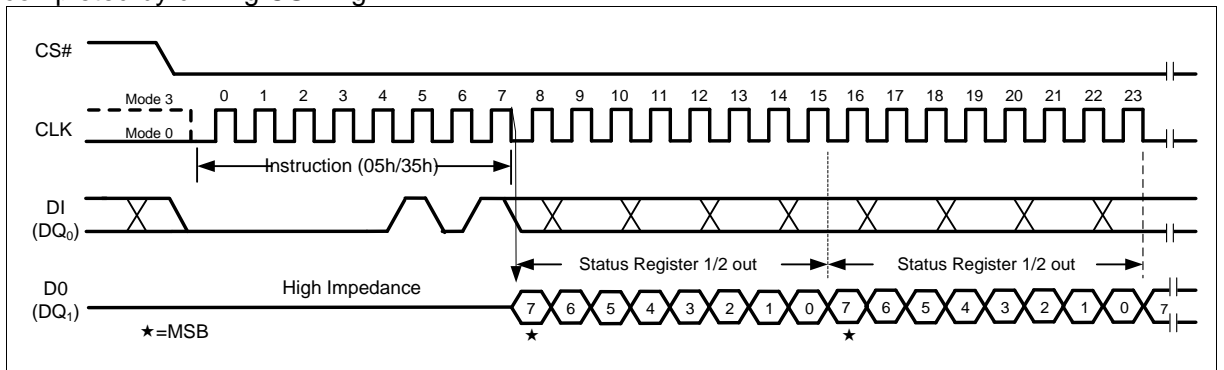 CS#
Mode 3
0 1 2 3 4 5 6 7 8 9 10 11 12 13 14 15 16 17 18 19 20 21 22 23
CLK
Mode 0
Instruction (05h/35h)
DI
(DQ0)
Status Register 1/2 out Status Register 1/2 out
D0
(DQ1)
High Impedance
7 6 5 4 3 2 1 0 7 6 5 4 3 2 1 0 7
★=MSB ★ ★